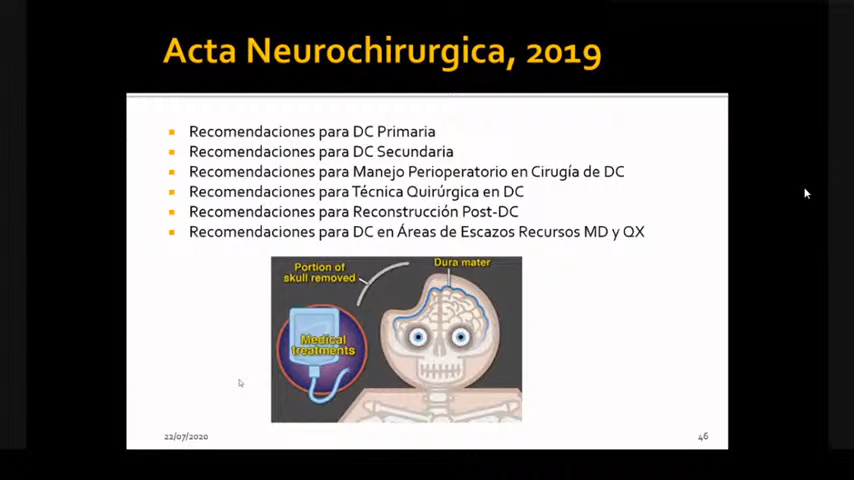 Acta Neurochirurgica, 2019
Recomendaciones para DC Primaria
Recomendaciones para DC Secundaria
Recomendaciones para Manejo Perioperatorio en Cirugía de DC
Recomendaciones para Técnica Quirúrgica en DC
Recomendaciones para Reconstrucción Post-DC
Recomendaciones para DC en Áreas de Escazos Recursos MD y QX
Portion of
skull removed
Dura mater
Medical
treatments
22/07/2020
46